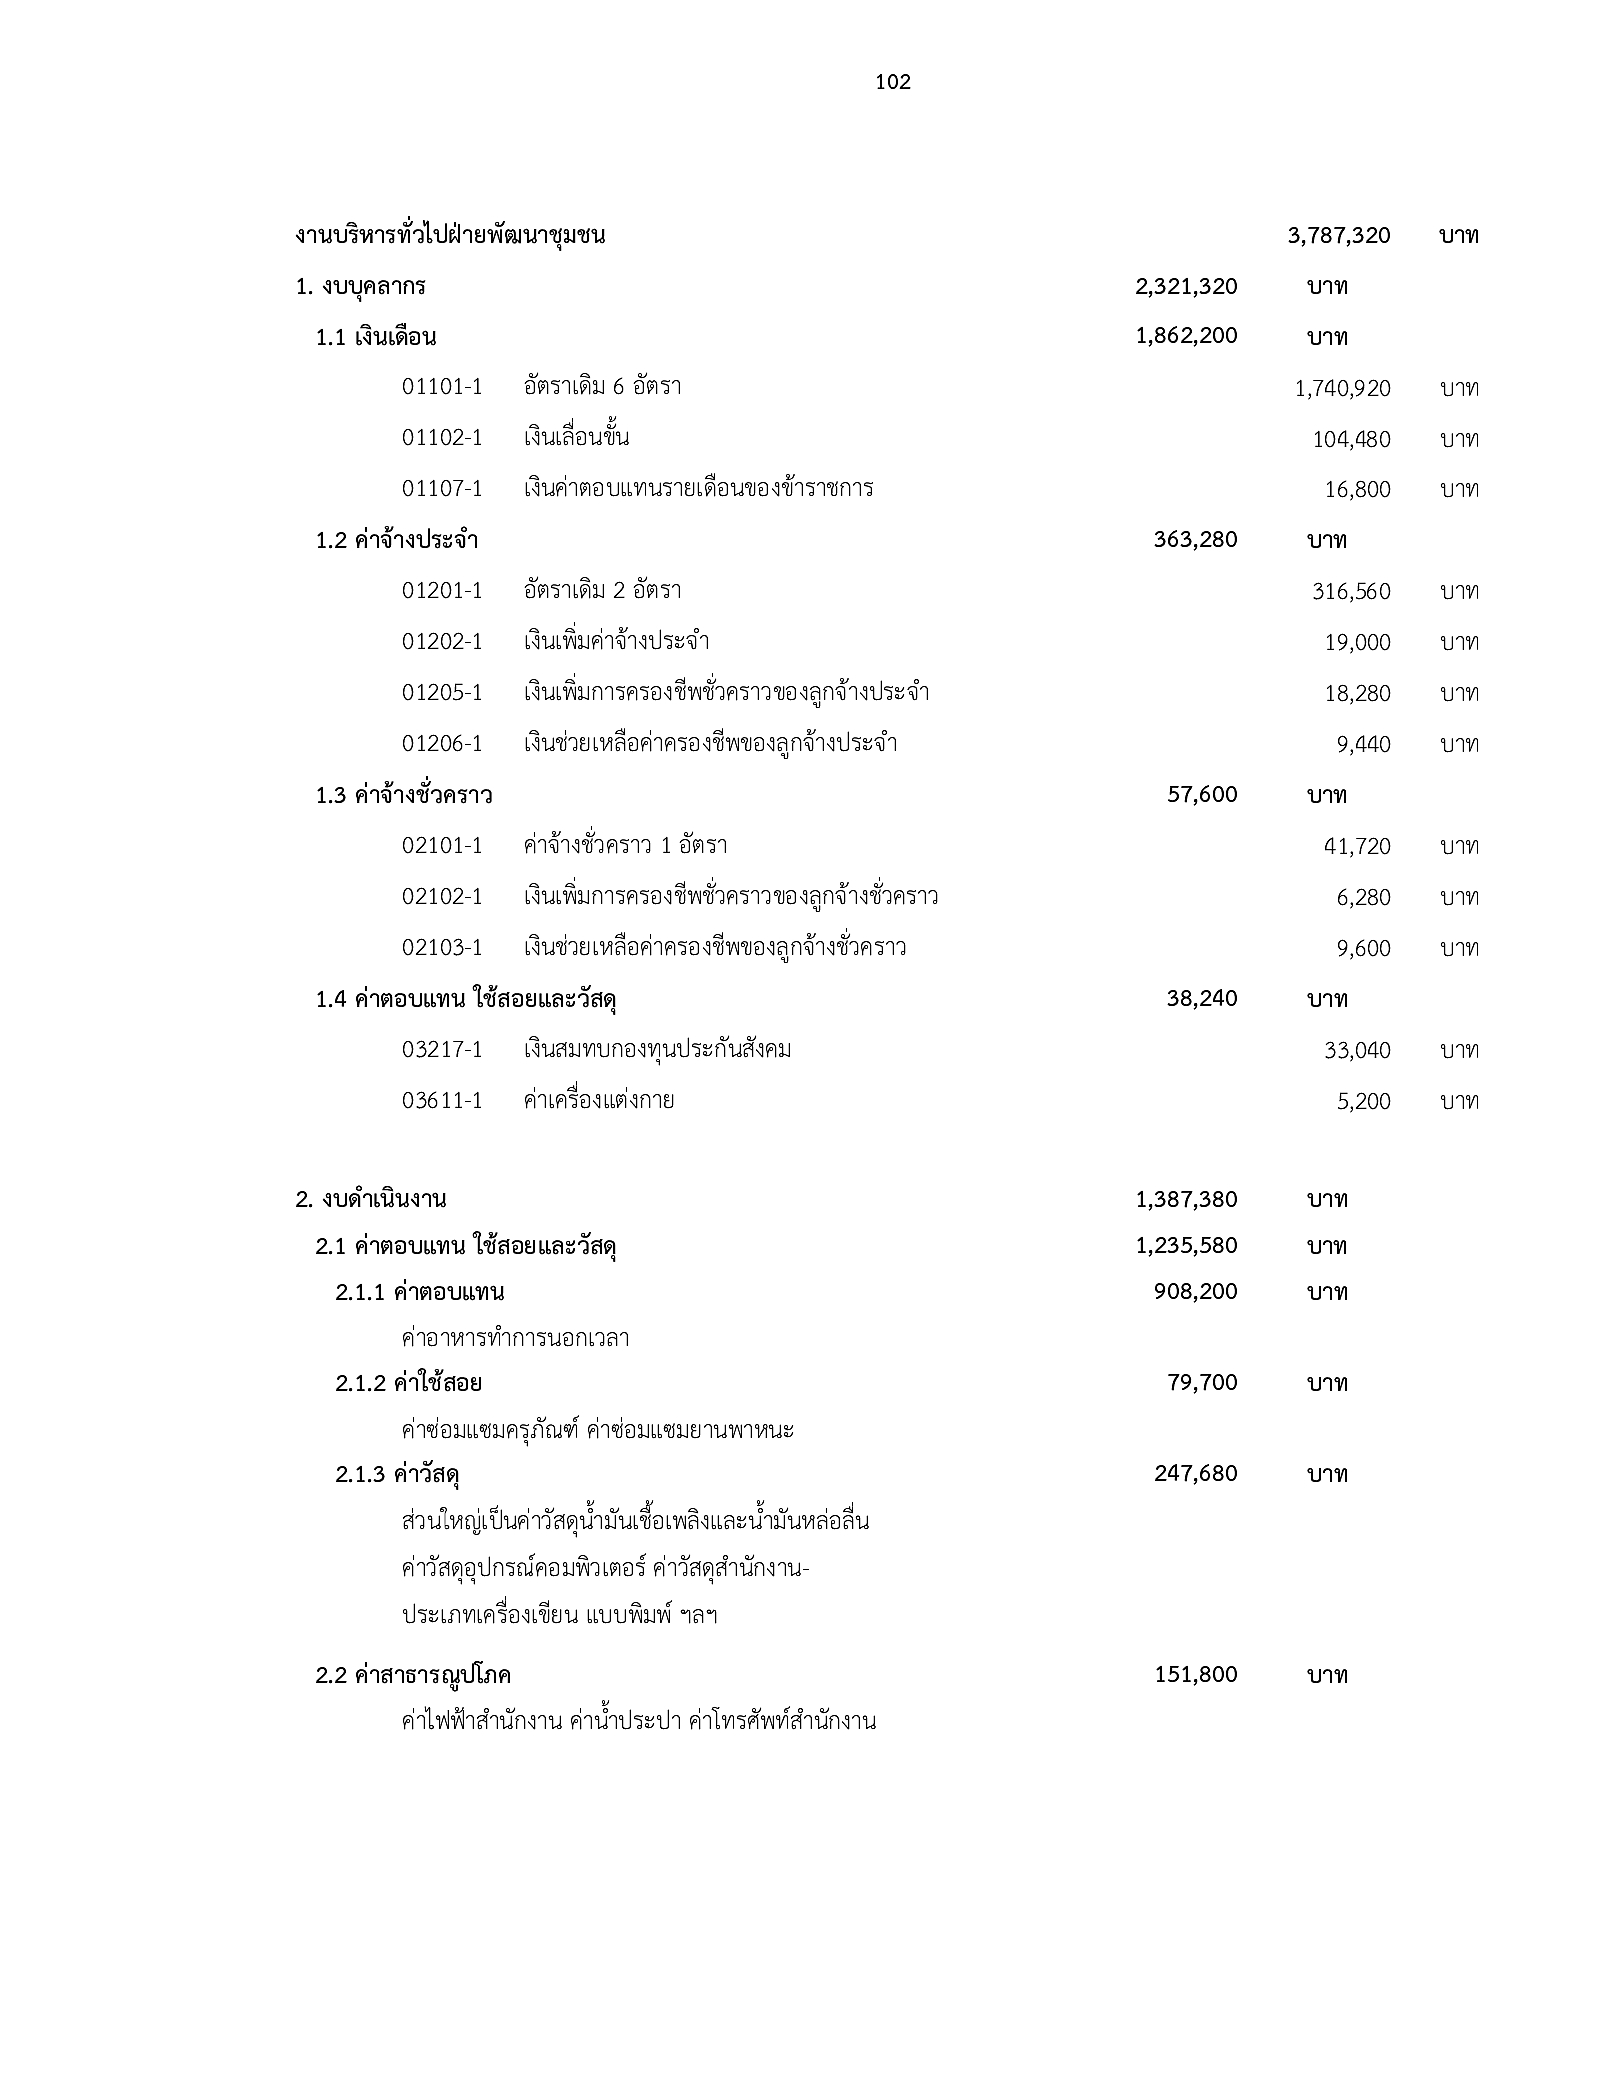 102
งานบริหารทั่วไปฝ่ายพัฒนาชุมชน 3,787,320 บาท
1. งบบุคลากร 2,321,320 บาท
1.1 เงินเดือน 1,862,200 บาท
01101-1 อัตราเดิม 6 อัตรา 1,740,920 บาท
01102-1 เงินเลื่อนขั้น 104,480 บาท
01107-1 เงินค่าตอบแทนรายเดือนของข้าราชการ 16,800 บาท
1.2 ค่าจ้างประจำ 363,280 บาท
01201-1 อัตราเดิม 2 อัตรา 316,560 บาท
01202-1 เงินเพิ่มค่าจ้างประจำ 19,000 บาท
01205-1 เงินเพิ่มการครองชีพชั่วคราวของลูกจ้างประจำ 18,280 บาท
01206-1 เงินช่วยเหลือค่าครองชีพของลูกจ้างประจำ 9,440 บาท
1.3 ค่าจ้างชั่วคราว 57,600 บาท
02101-1 ค่าจ้างชั่วคราว 1 อัตรา 41,720 บาท
02102-1 เงินเพิ่มการครองชีพชั่วคราวของลูกจ้างชั่วคราว 6,280 บาท
02103-1 เงินช่วยเหลือค่าครองชีพของลูกจ้างชั่วคราว 9,600 บาท
1.4 ค่าตอบแทน ใช้สอยและวัสดุ 38,240 บาท
03217-1 เงินสมทบกองทุนประกันสังคม 33,040 บาท
03611-1 ค่าเครื่องแต่งกาย 5,200 บาท
2. งบดำเนินงาน 1,387,380 บาท
2.1 ค่าตอบแทน ใช้สอยและวัสดุ 1,235,580 บาท
2.1.1 ค่าตอบแทน 908,200 บาท
ค่าอาหารทำการนอกเวลา
2.1.2 ค่าใช้สอย 79,700 บาท
ค่าซ่อมแซมครุภัณฑ์ ค่าซ่อมแซมยานพาหนะ
2.1.3 ค่าวัสดุ 247,680 บาท
ส่วนใหญ่เป็นค่าวัสดุน้ำมันเชื้อเพลิงและน้ำมันหล่อลื่น
ค่าวัสดุอุปกรณ์คอมพิวเตอร์ ค่าวัสดุสำนักงาน-
ประเภทเครื่องเขียน แบบพิมพ์ ฯลฯ
2.2 ค่าสาธารณูปโภค 151,800 บาท
ค่าไฟฟ้าสำนักงาน ค่าน้ำประปา ค่าโทรศัพท์สำนักงาน